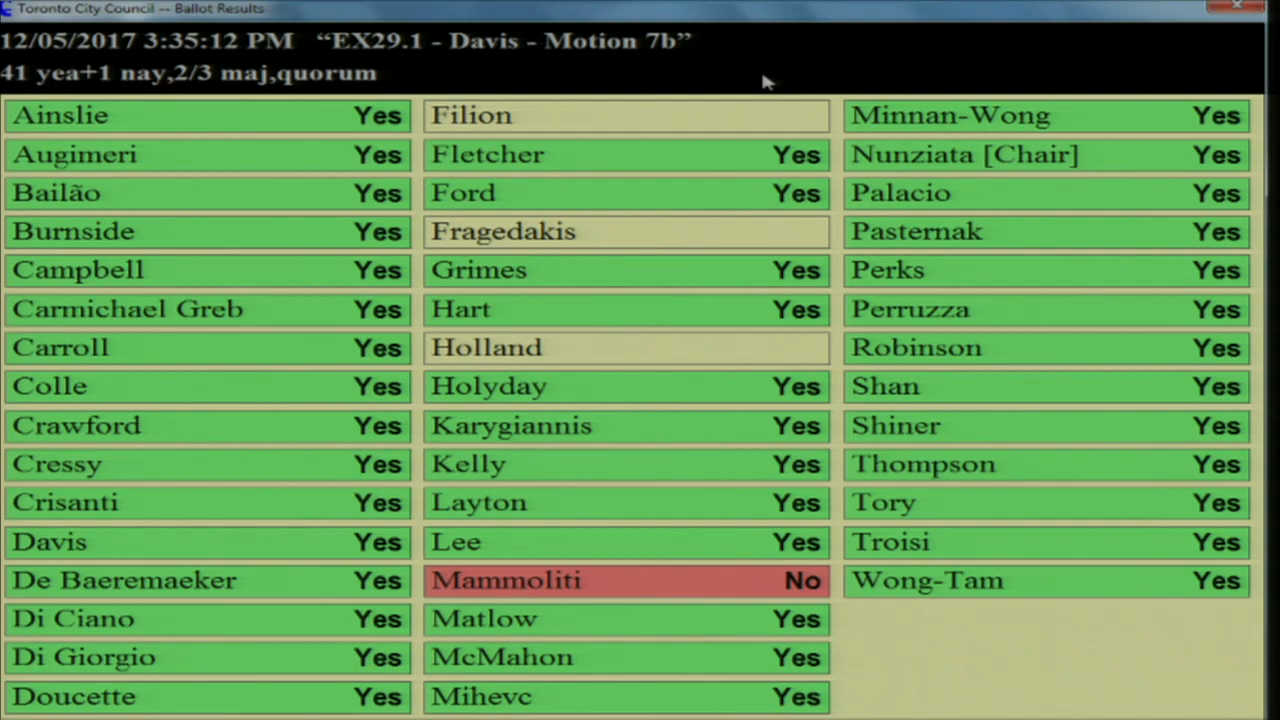 Toronto City Council -- Ballot Results
12/05/2017 3:35:12 PM “EX29.1 - Davis - Motion 7b”
41 yea+1 nay,2/3 maj,quorum
Ainslie Yes
Augimeri Yes
Bailão Yes
Burnside Yes
Campbell Yes
Carmichael Greb Yes
Carroll Yes
Colle Yes
Crawford Yes
Cressy Yes
Crisanti Yes
Davis Yes
De Baeremaeker Yes
Di Ciano Yes
Di Giorgio Yes
Doucette Yes
Filion
Fletcher Yes
Ford Yes
Fragedakis
Grimes Yes
Hart Yes
Holland
Holyday Yes
Karygiannis Yes
Kelly Yes
Layton Yes
Lee Yes
Mammoliti No
Matlow Yes
McMahon Yes
Mihevc Yes
Minnan-Wong Yes
Nunziata [Chair] Yes
Palacio Yes
Pasternak Yes
Perks Yes
Perruzza Yes
Robinson Yes
Shan Yes
Shiner Yes
Thompson Yes
Tory Yes
Troisi Yes
Wong-Tam Yes